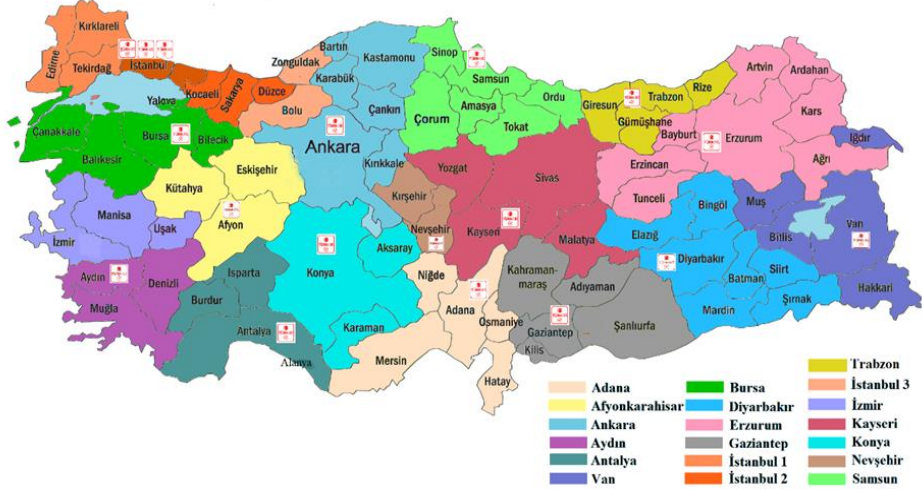 Kırklareli
Edirne
Tekirdağ
İstanbul
Kocaeli
Sakarya
Düzce
Zonguldak
Bartın
Karabük
Kastamonu
Sinop
Samsun
Ordu
Giresun
Trabzon
Rize
Artvin
Ardahan
Kars
Iğdır
Ağrı
Erzurum
Bayburt
Gümüşhane
Yalova
Çanakkale
Bursa
Bilecik
Balıkeşir
Bolu
Çankırı
Çorum
Amasya
Tokat
Ankara
Kırıkkale
Eskişehir
Kütahya
Afyon
Yozgat
Sivas
Erzincan
Tunceli
Bingöl
Muş
Van
Bitlis
Manisa
Uşak
İzmir
Kırşehir
Nevşehir
Kayseri
Malatya
Elazığ
Diyarbakır
Batman
Siirt
Şırnak
Hakkari
Mardin
Aydın
Denizli
Muğla
Isparta
Burdur
Antalya
Alanya
Konya
Aksaray
Karaman
Niğde
Mersin
Adana
Osmaniye
Hatay
Kahraman-
maraş
Adıyaman
Gaziantep
Kilis
Şanlıurfa
Adana
Afyonkarahisar
Ankara
Aydın
Antalya
Van
Bursa
Diyarbakır
Erzurum
Gaziantep
İstanbul 1
İstanbul 2
Trabzon
İstanbul 3
İzmir
Kayseri
Konya
Nevşehir
Samsun